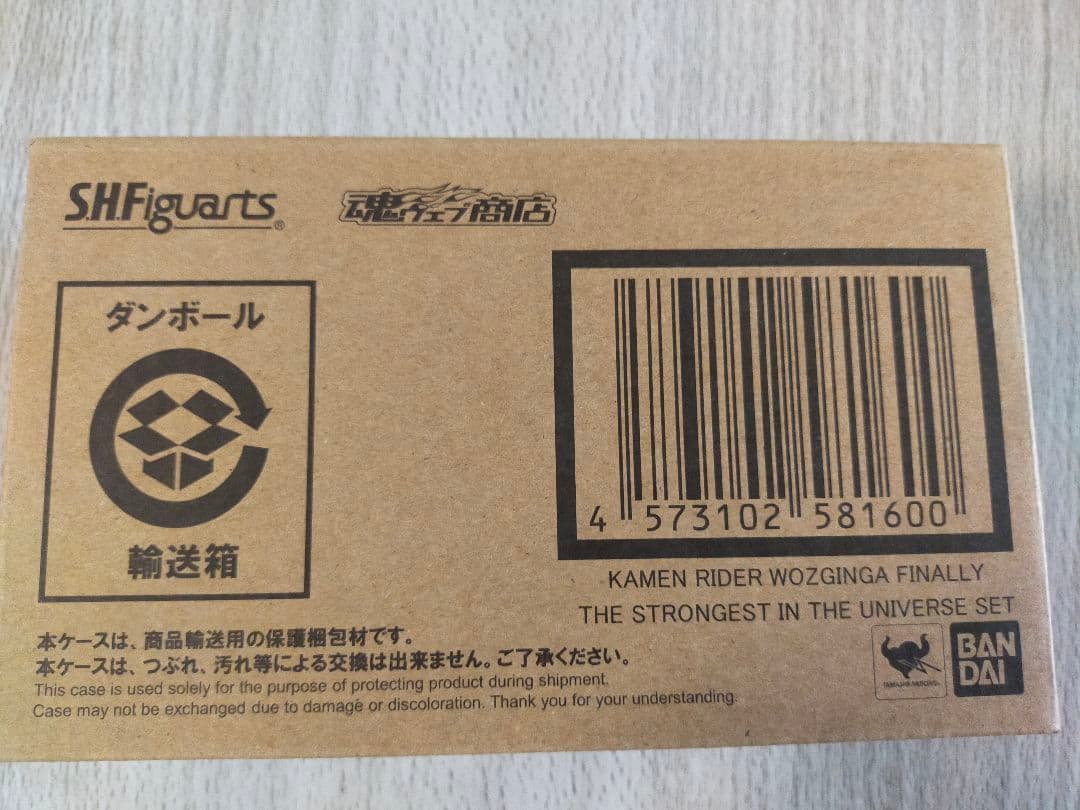 S.H.Figuarts®
魂ウェブ商店
ダンボール
輸送箱
4 573102 581600
KAMEN RIDER WOZGINGA FINALLY
THE STRONGEST IN THE UNIVERSE SET
本ケースは、商品輸送用の保護梱包材です。
本ケースは、つぶれ、汚れ等による交換は出来ません。ご了承ください。
This case is used solely for the purpose of protecting product during shipment.
Case may not be exchanged due to damage or discoloration. Thank you for your understanding.
TAMASHII NATIONS
BAN
DAI